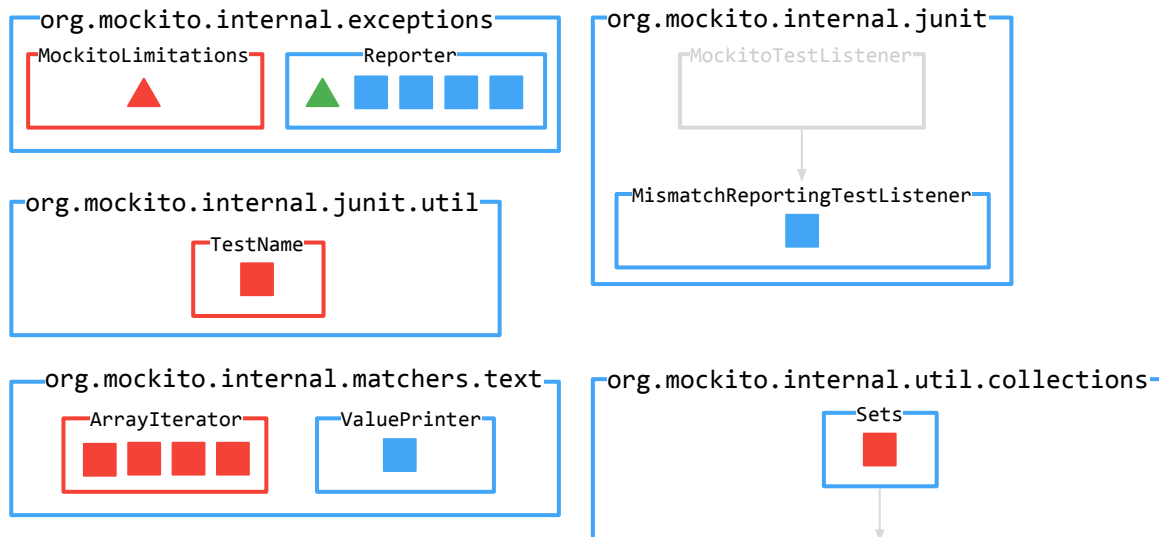 org.mockito.internal.exceptions
MockitoLimitations
Reporter
org.mockito.internal.junit
MockitoTestListener
MismatchReportingTestListener
org.mockito.internal.junit.util
TestName
org.mockito.internal.matchers.text
ArrayIterator
ValuePrinter
org.mockito.internal.util.collections
Sets